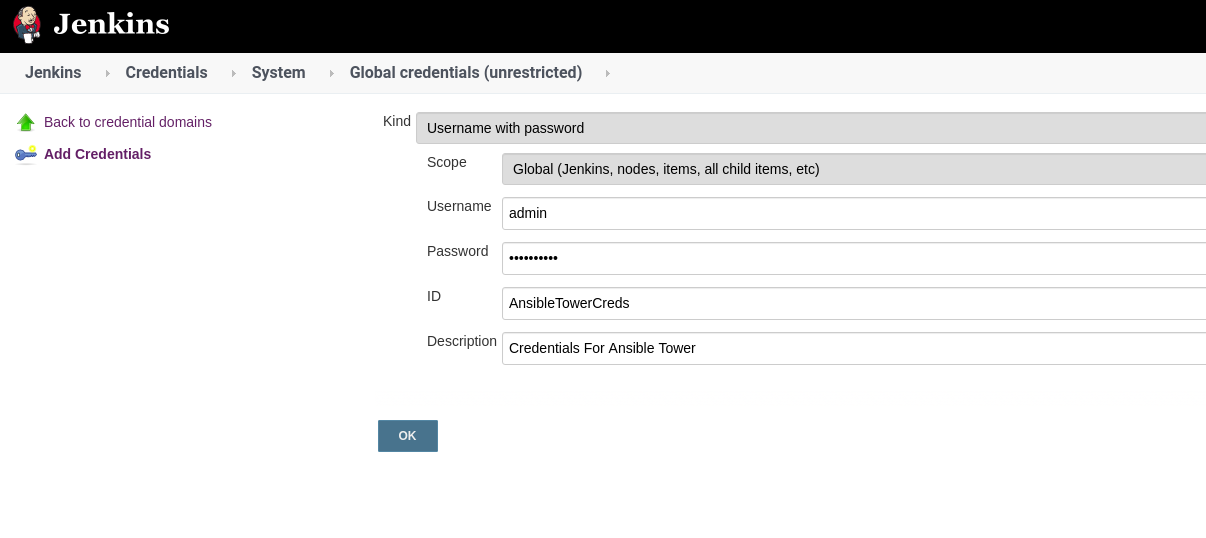 Jenkins
Jenkins Credentials System Global credentials (unrestricted)
Back to credential domains
Add Credentials
Kind Username with password
Scope Global (Jenkins, nodes, items, all child items, etc)
Username admin
Password ••••••••••
ID AnsibleTowerCreds
Description Credentials For Ansible Tower
OK